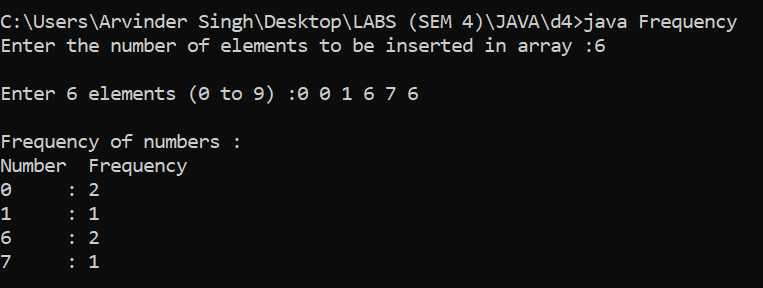 C:\Users\Arvinder Singh\Desktop\LABS (SEM 4)\JAVA\d4>java Frequency
Enter the number of elements to be inserted in array :6
Enter 6 elements (0 to 9) :0 0 1 6 7 6
Frequency of numbers :
Number  Frequency
0     : 2
1     : 1
6     : 2
7     : 1